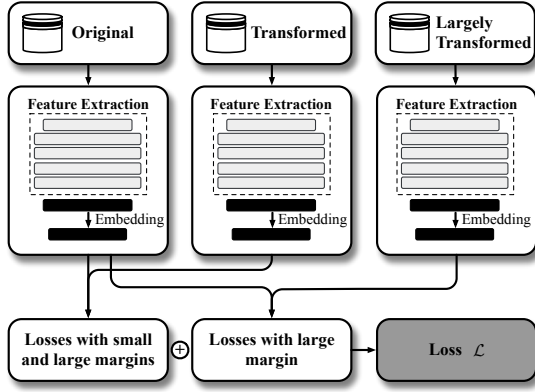 Original
Transformed
Largely
Transformed
Feature Extraction
Feature Extraction
Feature Extraction
Embedding
Embedding
Embedding
Losses with small
and large margins
+
Losses with large
margin
Loss ℒ